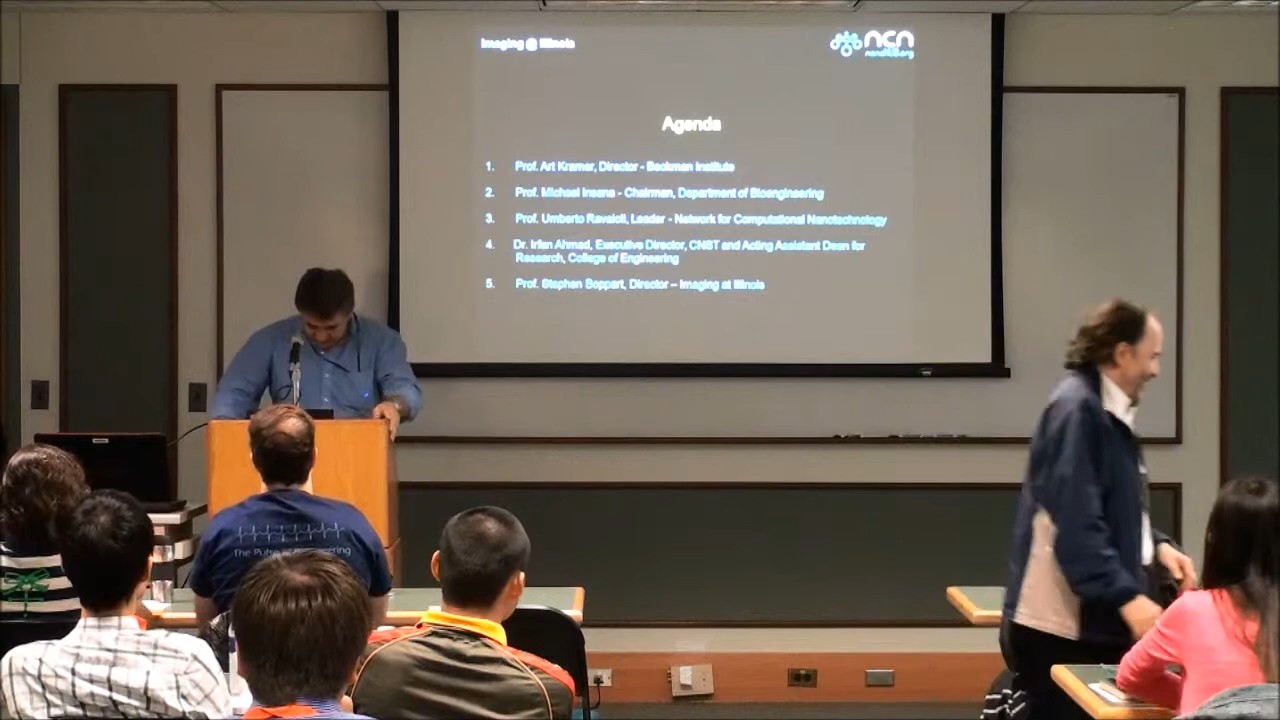 Imaging @ Illinois
ncn
nanoHUB.org
Agenda
1. Prof. Art Kramer, Director - Beckman Institute
2. Prof. Michael Insana - Chairman, Department of Bioengineering
3. Prof. Umberto Ravaioli, Leader - Network for Computational Nanotechnology
4. Dr. Irfan Ahmad, Executive Director, CNST and Acting Assistant Dean for
Research, College of Engineering
5. Prof. Stephen Boppart, Director – Imaging at Illinois
The Pulse of Engineering